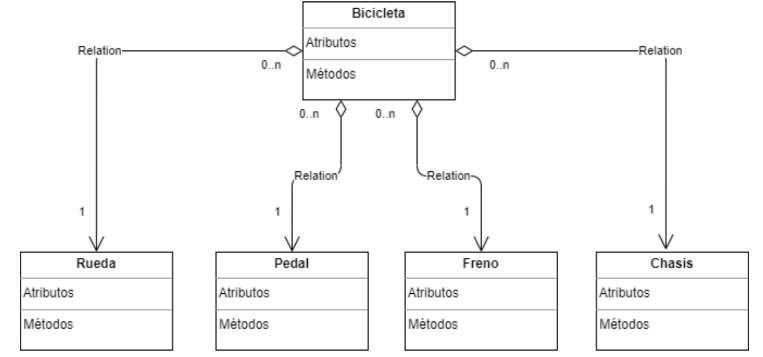 Bicicleta
Atributos
Métodos
Relation
0..n
0..n
Relation
0..n
0..n
Relation
Relation
1
1
1
1
Rueda
Pedal
Freno
Chasis
Atributos
Atributos
Atributos
Atributos
Métodos
Métodos
Métodos
Métodos